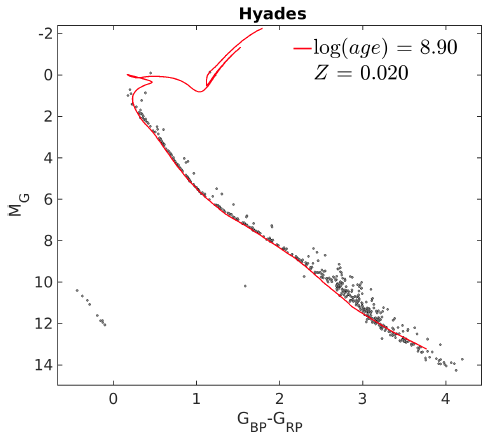 Hyades
log(age) = 8.90
Z = 0.020
-2
0
2
4
6
8
10
12
14
M_G
0 1 2 3 4
G_BP-G_RP